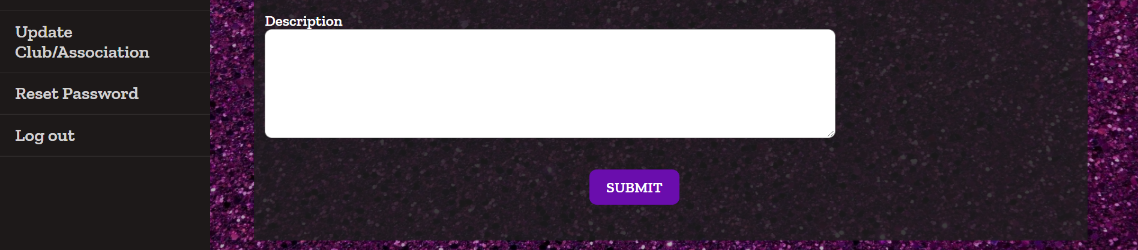 Update
Club/Association
Reset Password
Log out
Description
SUBMIT